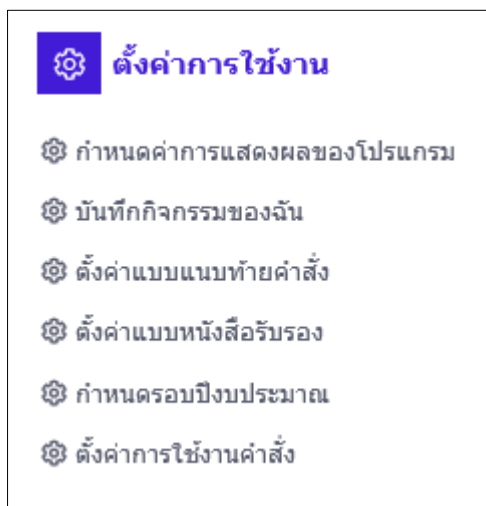 ตั้งค่าการใช้งาน
กำหนดค่าการแสดงผลของโปรแกรม
บันทึกกิจกรรมของฉัน
ตั้งค่าแบบแนบท้ายคำสั่ง
ตั้งค่าแบบหนังสือรับรอง
กำหนดรอบปีงบประมาณ
ตั้งค่าการใช้งานคำสั่ง